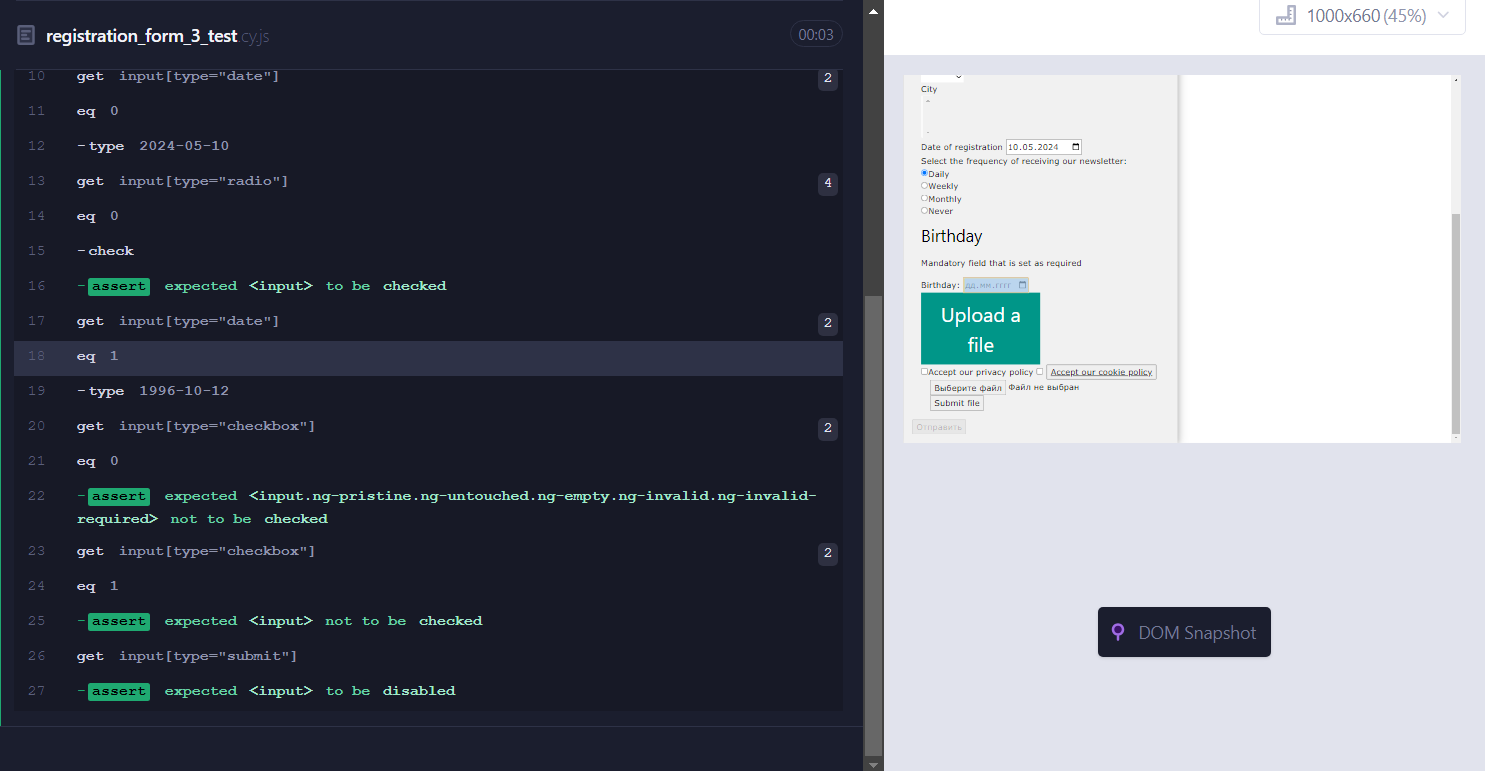 registration_form_3_test.cy.js 00:03
10 get input[type="date"] 2
11 eq 0
12 -type 2024-05-10
13 get input[type="radio"] 4
14 eq 0
15 -check
16 -assert expected <input> to be checked
17 get input[type="date"] 2
18 eq 1
19 -type 1996-10-12
20 get input[type="checkbox"] 2
21 eq 0
22 -assert expected <input.ng-pristine.ng-untouched.ng-empty.ng-invalid.ng-invalid-
required> not to be checked
23 get input[type="checkbox"] 2
24 eq 1
25 -assert expected <input> not to be checked
26 get input[type="submit"]
27 -assert expected <input> to be disabled
1000x660 (45%)
City
Date of registration 10.05.2024
Select the frequency of receiving our newsletter:
Daily
Weekly
Monthly
Never
Birthday
Mandatory field that is set as required
Birthday: дд.мм.гггг
Upload a
file
Accept our privacy policy Accept our cookie policy
Выберите файл Файл не выбран
Submit file
Отправить
DOM Snapshot